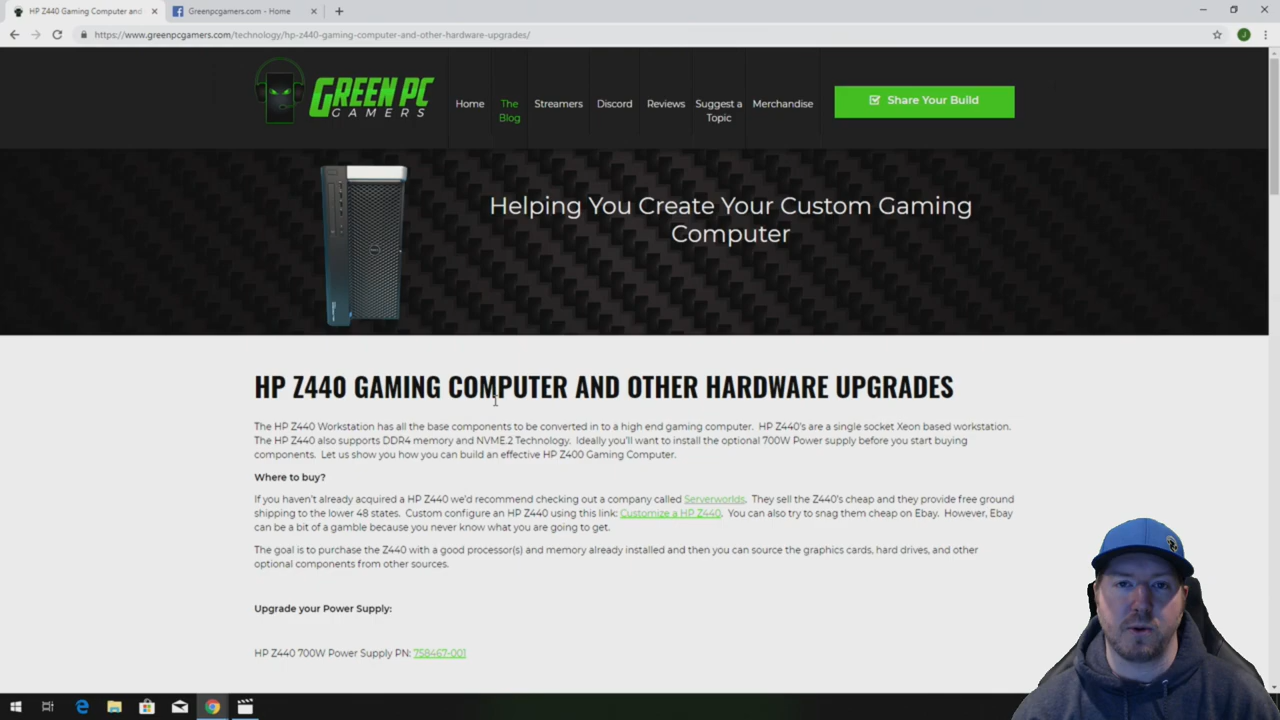 HP Z440 Gaming Computer and
Greenpcgamers.com - Home
https://www.greenpcgamers.com/technology/hp-z440-gaming-computer-and-other-hardware-upgrades/
J
GREEN PC
GAMERS
Home
The
Blog
Streamers
Discord
Reviews
Suggest a
Topic
Merchandise
Share Your Build
Helping You Create Your Custom Gaming
Computer
HP Z440 GAMING COMPUTER AND OTHER HARDWARE UPGRADES
The HP Z440 Workstation has all the base components to be converted in to a high end gaming computer. HP Z440's are a single socket Xeon based workstation.
The HP Z440 also supports DDR4 memory and NVME.2 Technology. Ideally you'll want to install the optional 700W Power supply before you start buying
components. Let us show you how you can build an effective HP Z400 Gaming Computer.
Where to buy?
If you haven't already acquired a HP Z440 we'd recommend checking out a company called Serverworlds. They sell the Z440's cheap and they provide free ground
shipping to the lower 48 states. Custom configure an HP Z440 using this link: Customize a HP Z440. You can also try to snag them cheap on Ebay. However, Ebay
can be a bit of a gamble because you never know what you are going to get.
The goal is to purchase the Z440 with a good processor(s) and memory already installed and then you can source the graphics cards, hard drives, and other
optional components from other sources.
Upgrade your Power Supply:
HP Z440 700W Power Supply PN: 758467-001